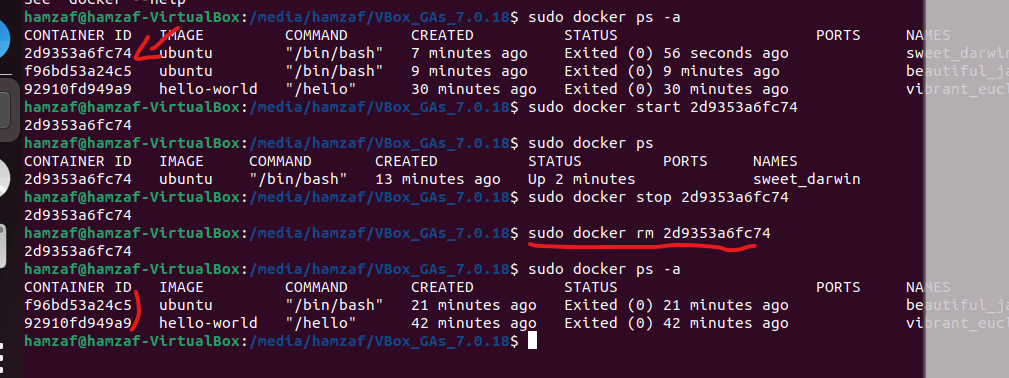 See 'docker --help'
hamzaf@hamzaf-VirtualBox:/media/hamzaf/VBox_GAs_7.0.18$ sudo docker ps -a
CONTAINER ID   IMAGE         COMMAND       CREATED          STATUS                      PORTS     NAMES
2d9353a6fc74   ubuntu        "/bin/bash"   7 minutes ago    Exited (0) 56 seconds ago             sweet_darwin
f96bd53a24c5   ubuntu        "/bin/bash"   9 minutes ago    Exited (0) 9 minutes ago              beautiful_ja
92910fd949a9   hello-world   "/hello"      30 minutes ago   Exited (0) 30 minutes ago             vibrant_eucl
hamzaf@hamzaf-VirtualBox:/media/hamzaf/VBox_GAs_7.0.18$ sudo docker start 2d9353a6fc74
2d9353a6fc74
hamzaf@hamzaf-VirtualBox:/media/hamzaf/VBox_GAs_7.0.18$ sudo docker ps
CONTAINER ID   IMAGE     COMMAND       CREATED          STATUS         PORTS     NAMES
2d9353a6fc74   ubuntu    "/bin/bash"   13 minutes ago   Up 2 minutes             sweet_darwin
hamzaf@hamzaf-VirtualBox:/media/hamzaf/VBox_GAs_7.0.18$ sudo docker stop 2d9353a6fc74
2d9353a6fc74
hamzaf@hamzaf-VirtualBox:/media/hamzaf/VBox_GAs_7.0.18$ sudo docker rm 2d9353a6fc74
2d9353a6fc74
hamzaf@hamzaf-VirtualBox:/media/hamzaf/VBox_GAs_7.0.18$ sudo docker ps -a
CONTAINER ID   IMAGE         COMMAND       CREATED          STATUS                      PORTS     NAMES
f96bd53a24c5   ubuntu        "/bin/bash"   21 minutes ago   Exited (0) 21 minutes ago             beautiful_ja
92910fd949a9   hello-world   "/hello"      42 minutes ago   Exited (0) 42 minutes ago             vibrant_eucl
hamzaf@hamzaf-VirtualBox:/media/hamzaf/VBox_GAs_7.0.18$